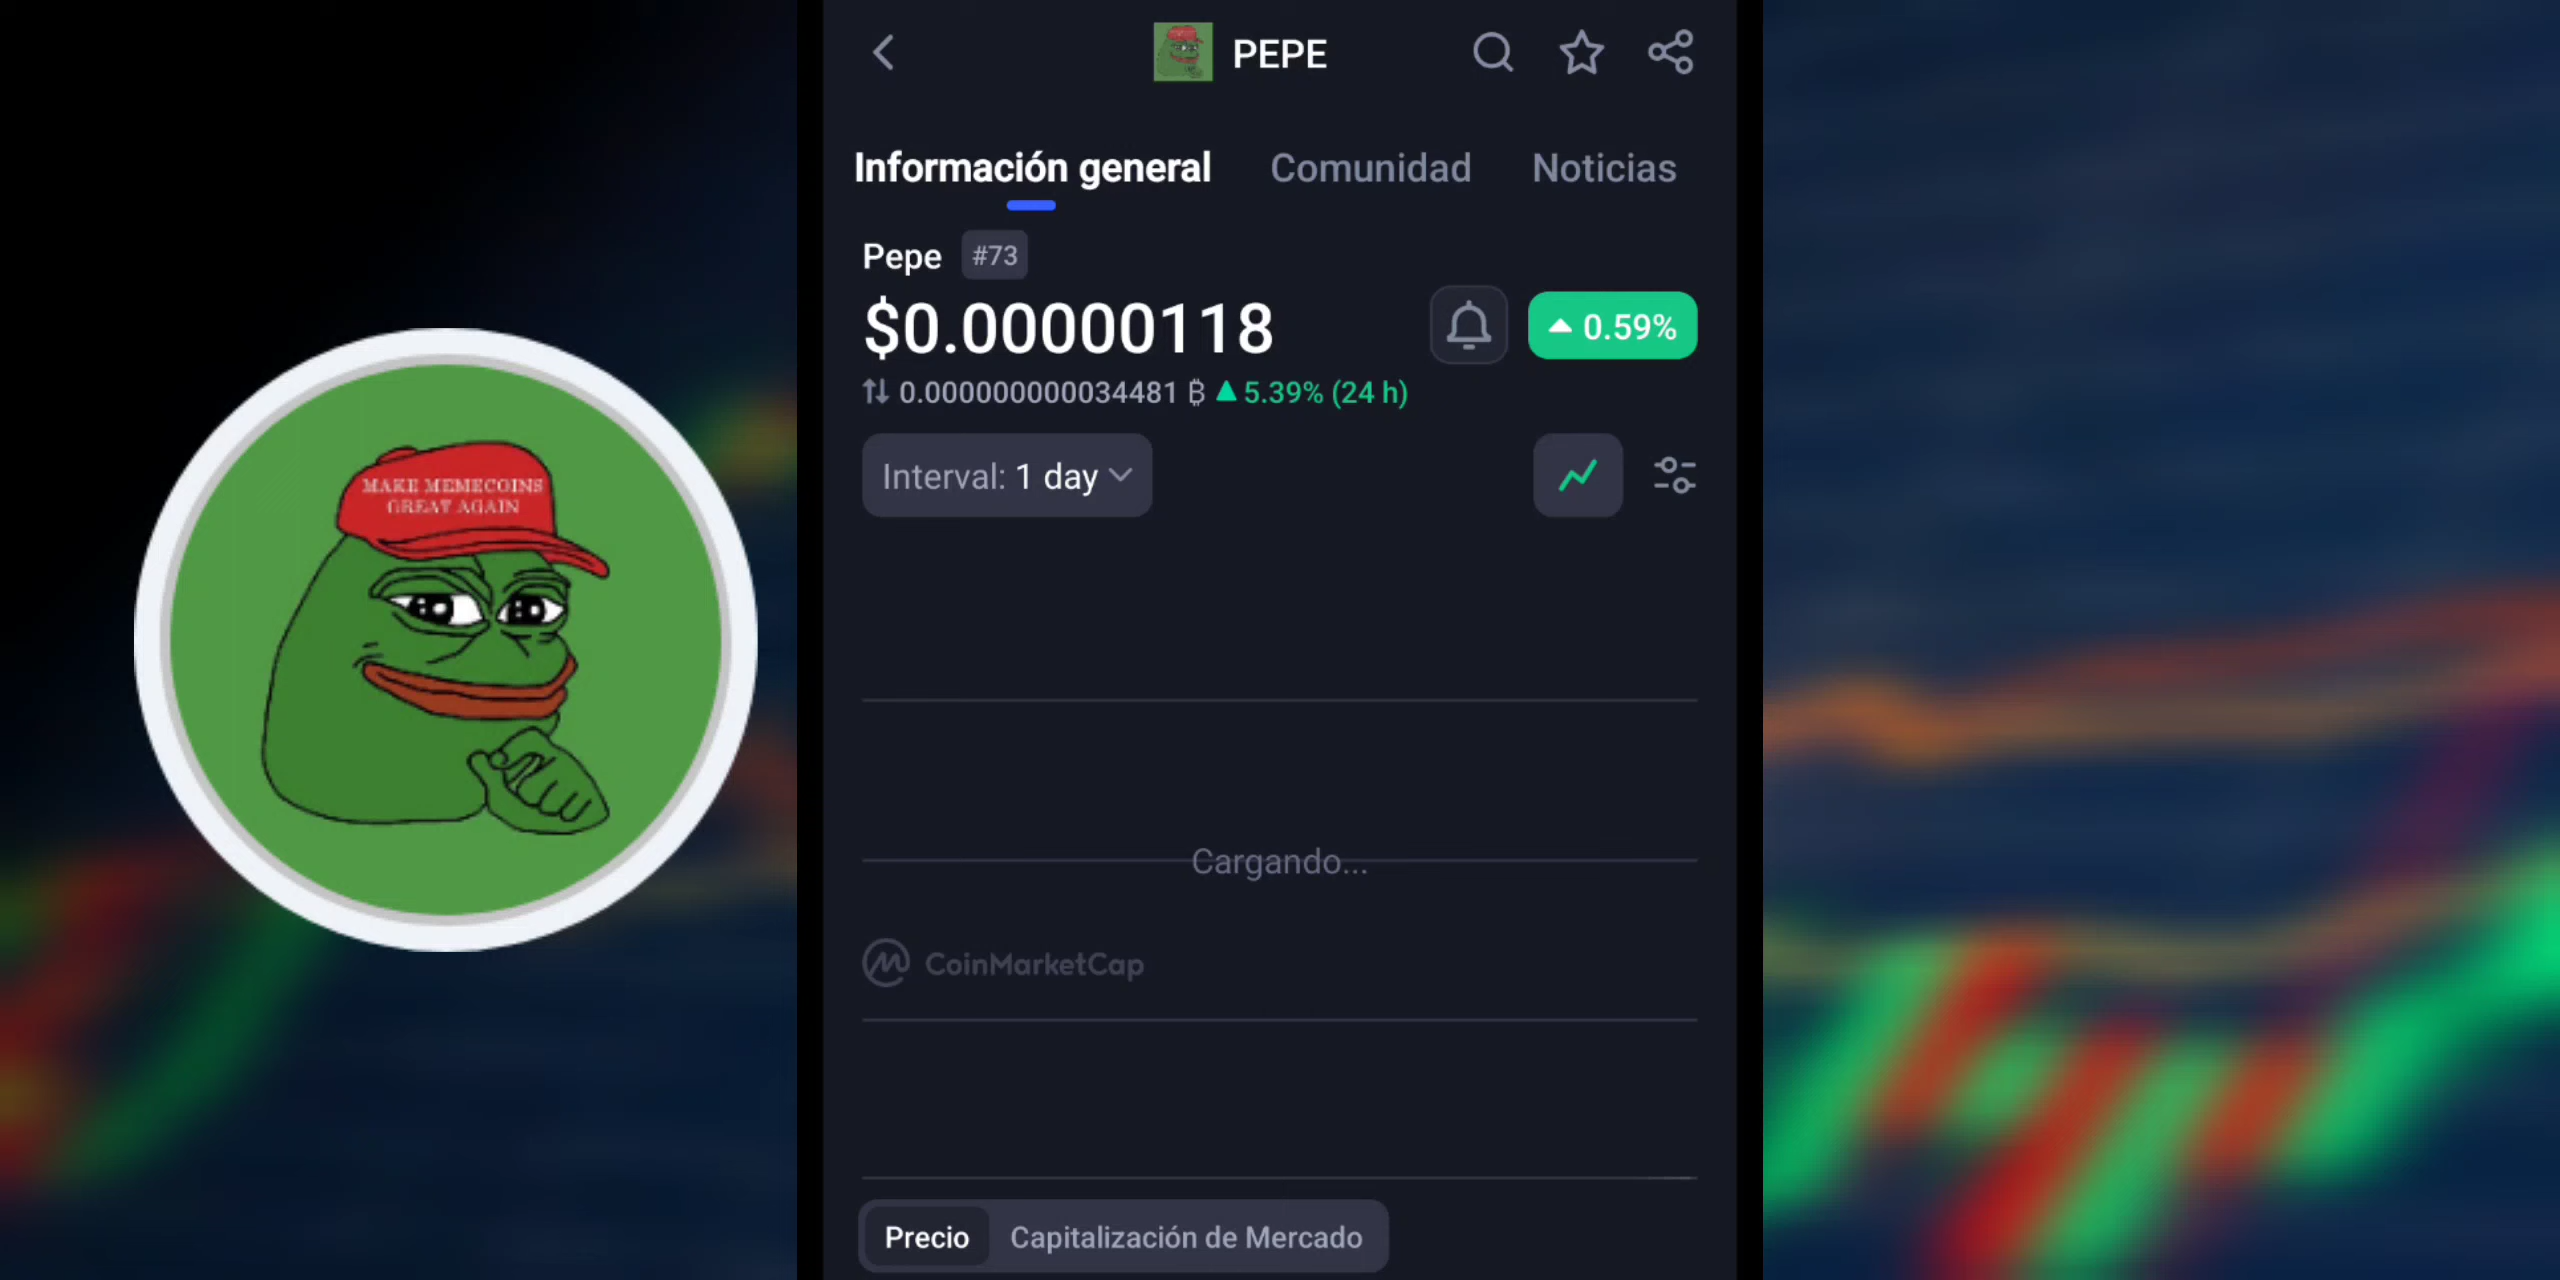 MAKE MEMECOINS
GREAT AGAIN
PEPE
Información general
Comunidad
Noticias
Pepe #73
$0.00000118
0.59%
0.000000000034481 ₿ 5.39% (24 h)
Interval: 1 day
Cargando...
CoinMarketCap
Precio
Capitalización de Mercado